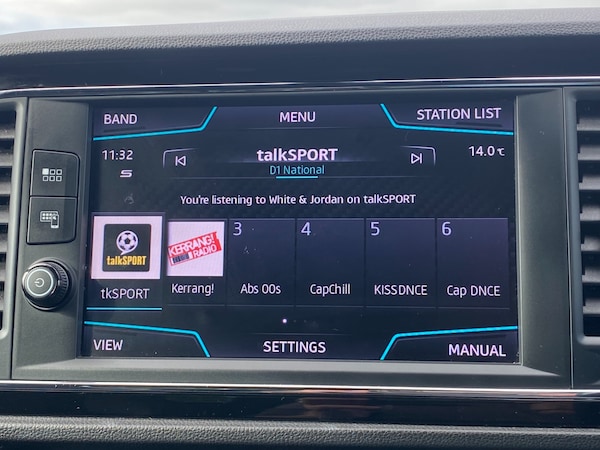 BAND
MENU
STATION LIST
11:32
talkSPORT
14.0 °C
D1 National
You're listening to White & Jordan on talkSPORT
talkSPORT
KERRANG!
RADIO
3
4
5
6
tkSPORT
Kerrang!
Abs 00s
CapChill
KISSDNCE
Cap DNCE
VIEW
SETTINGS
MANUAL